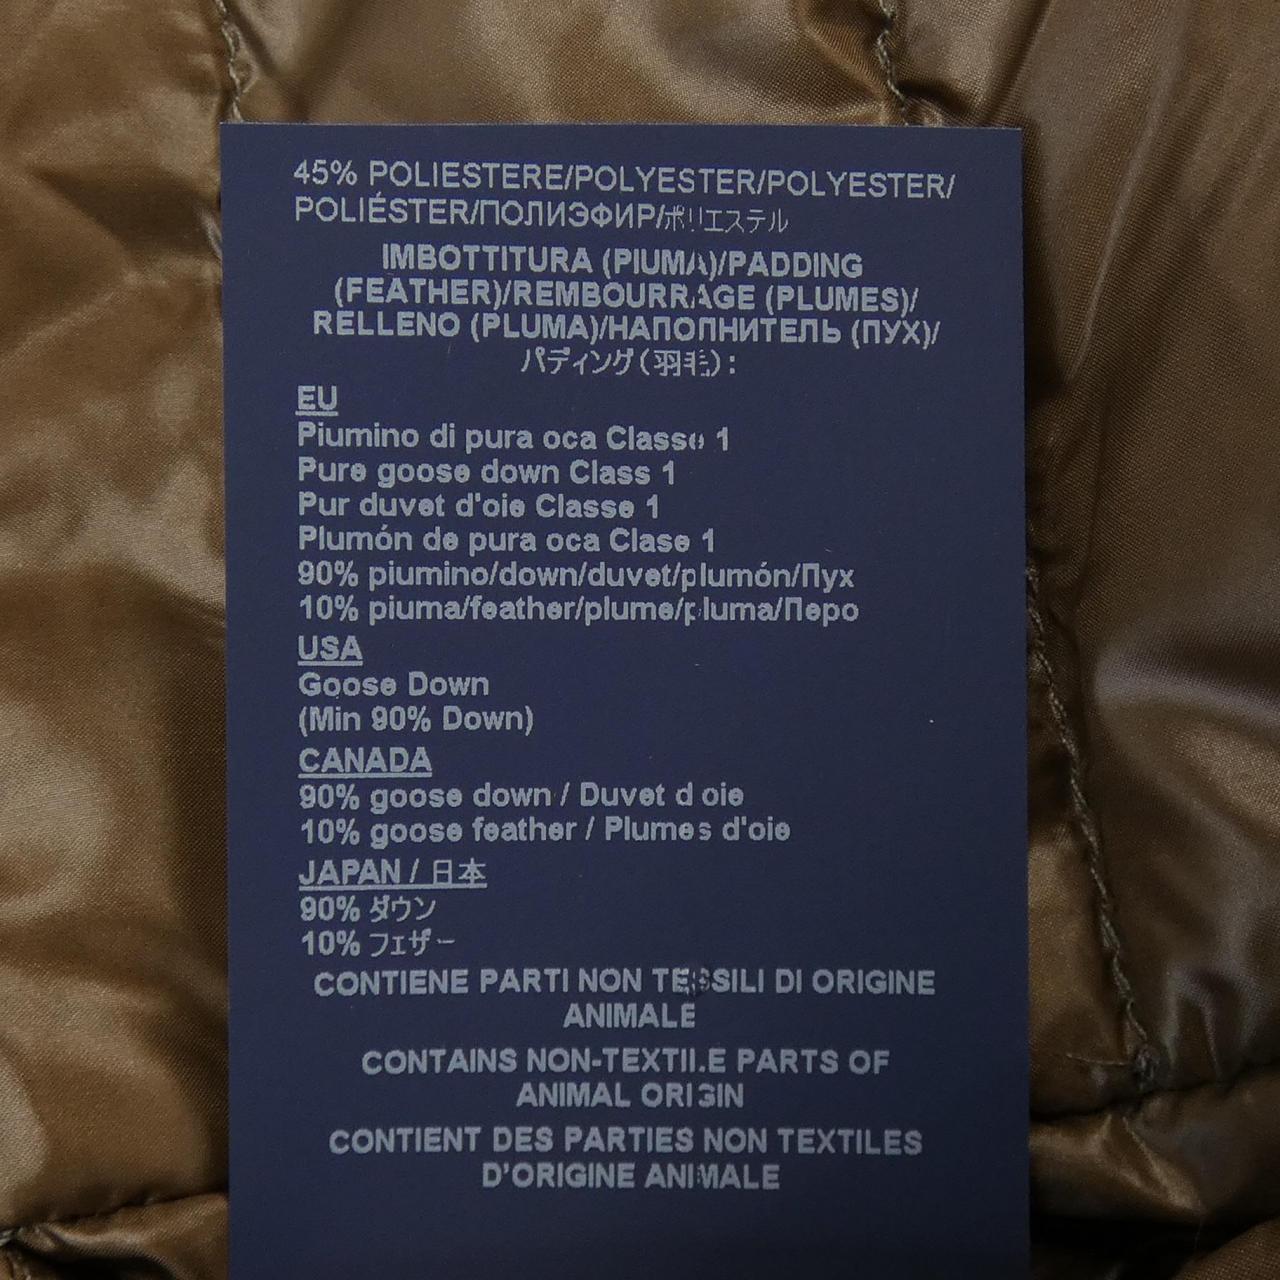 45% POLIESTERE/POLYESTER/POLYESTER/
POLIÉSTER/ПОЛИЭФИР/ポリエステル
IMBOTTITURA (PIUMA)/PADDING
(FEATHER)/REMBOURRAGE (PLUMES)/
RELLENO (PLUMA)/НАПОЛНИТЕЛЬ (ПУХ)/
パディング(羽毛):
EU
Piumino di pura oca Classe 1
Pure goose down Class 1
Pur duvet d'oie Classe 1
Plumón de pura oca Clase 1
90% piumino/down/duvet/plumón/Пух
10% piuma/feather/plume/pluma/Перо
USA
Goose Down
(Min 90% Down)
CANADA
90% goose down / Duvet d oie
10% goose feather / Plumes d'oie
JAPAN / 日本
90% ダウン
10% フェザー
CONTIENE PARTI NON TESSILI DI ORIGINE
ANIMALE
CONTAINS NON-TEXTILE PARTS OF
ANIMAL ORIGIN
CONTIENT DES PARTIES NON TEXTILES
D'ORIGINE ANIMALE